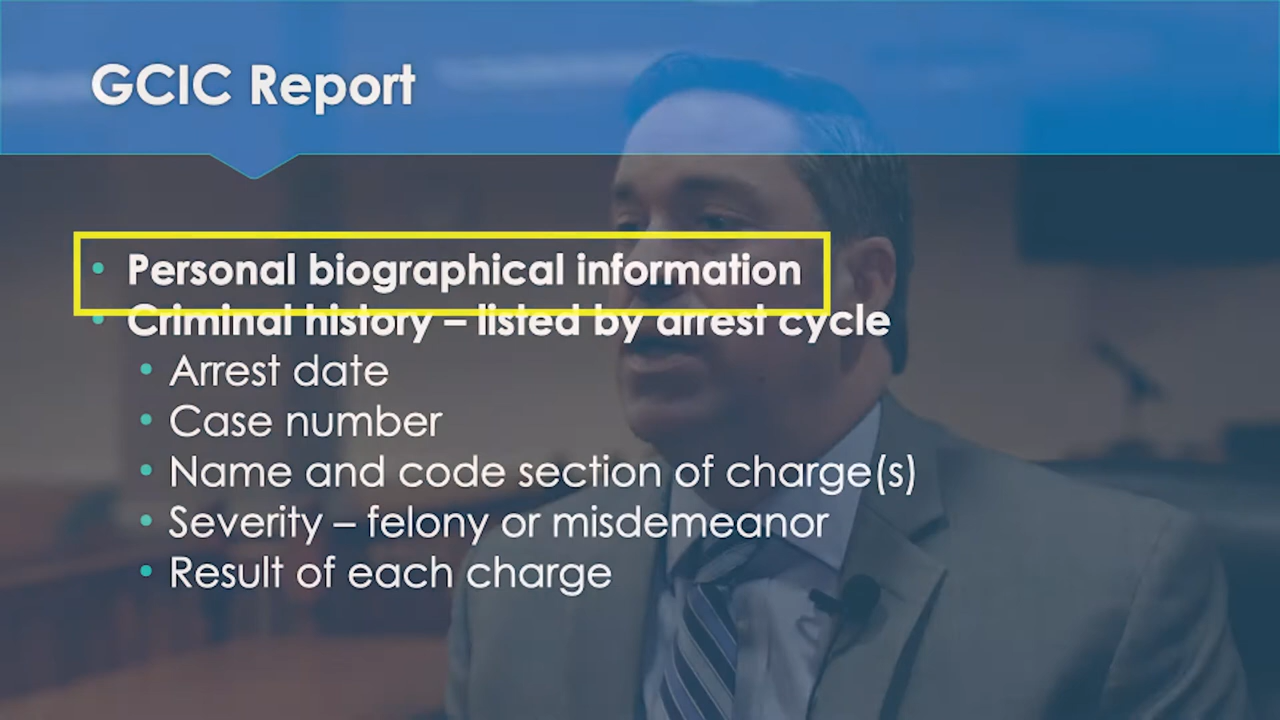 GCIC Report
• Personal biographical information
• Criminal history – listed by arrest cycle
• Arrest date
• Case number
• Name and code section of charge(s)
• Severity – felony or misdemeanor
• Result of each charge